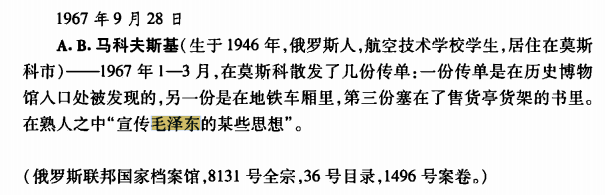 1967 年 9 月 28 日
A. B. 马科夫斯基(生于 1946 年,俄罗斯人,航空技术学校学生,居住在莫斯
科市)——1967 年 1—3 月,在莫斯科散发了几份传单:一份传单是在历史博物
馆入口处被发现的,另一份是在地铁车厢里,第三份塞在了售货亭货架的书里。
在熟人之中“宣传毛泽东的某些思想”。
(俄罗斯联邦国家档案馆,8131 号全宗,36 号目录,1496 号案卷。)